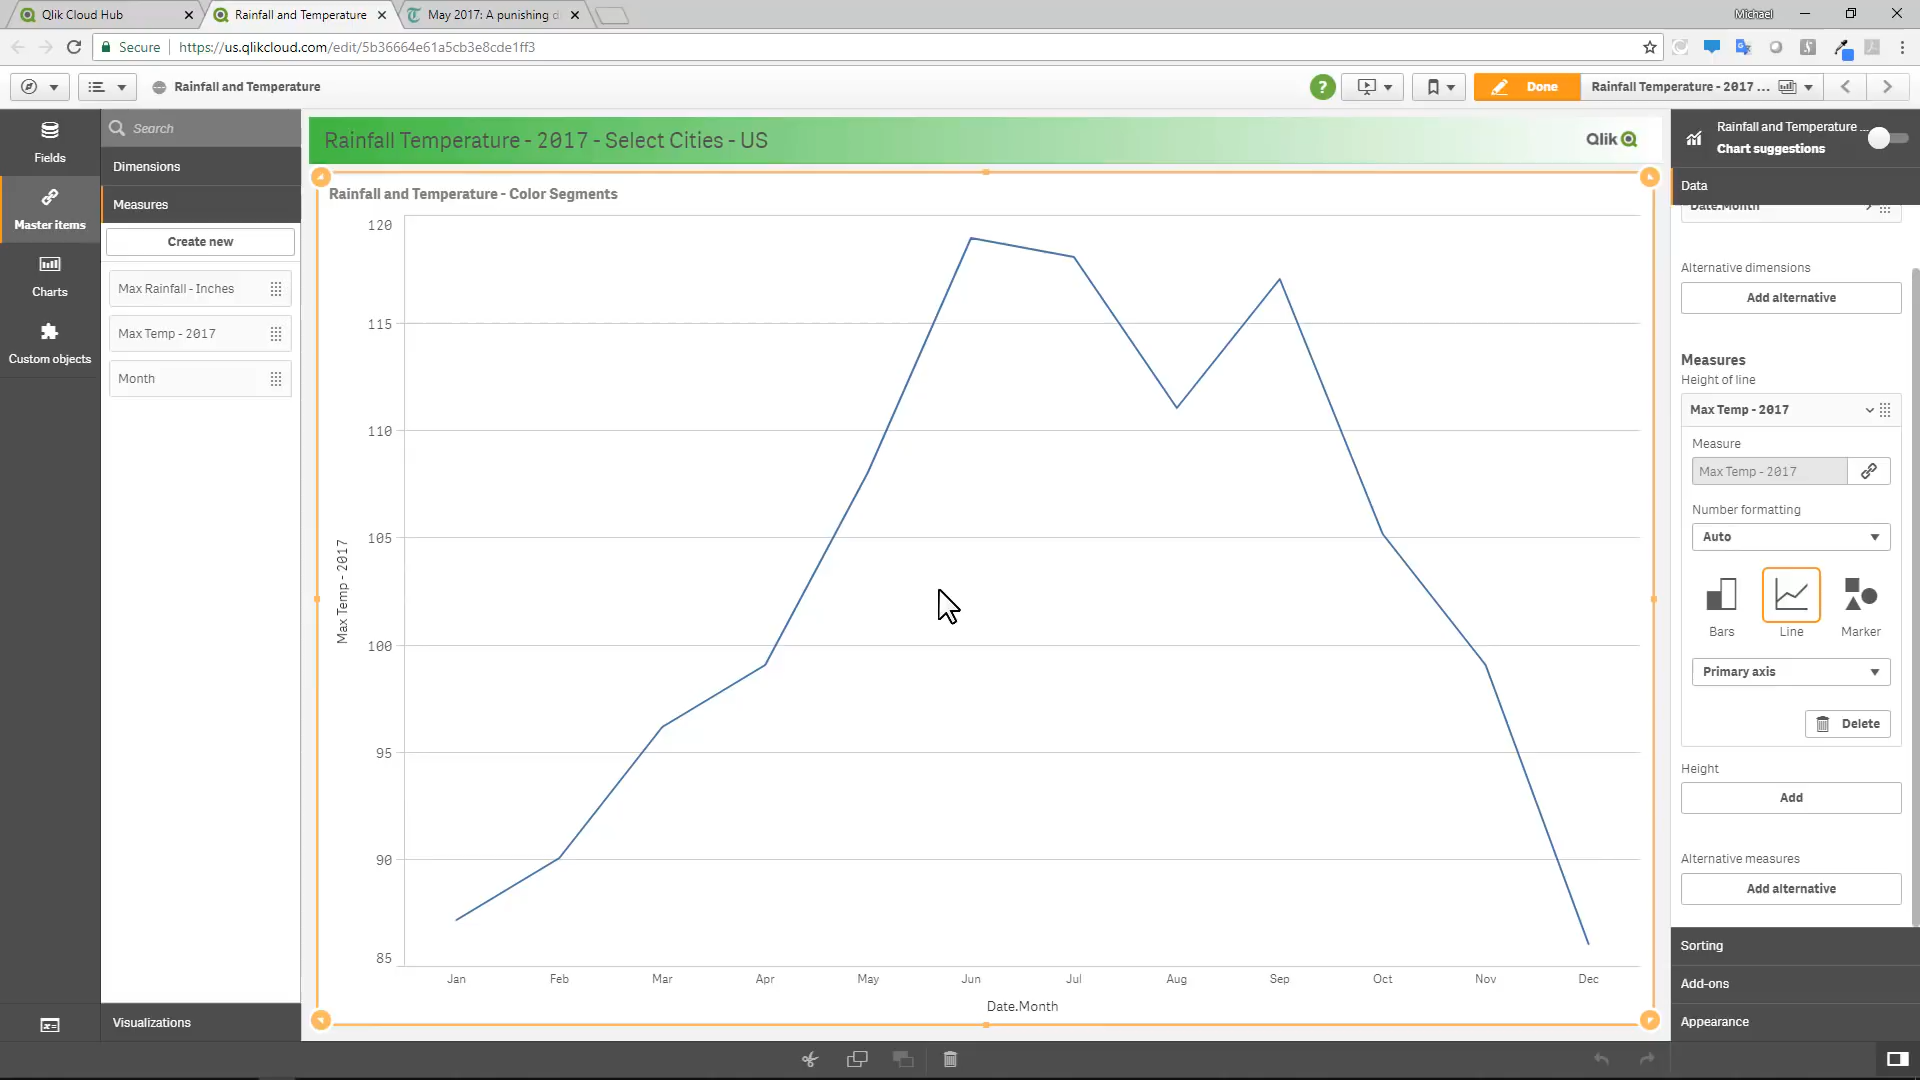 Qlik Cloud Hub
Rainfall and Temperature
May 2017: A punishing d
Michael
Secure
https://us.qlikcloud.com/edit/5b36664e61a5cb3e8cde1ff3
Rainfall and Temperature
?
Done
Rainfall Temperature - 2017 ...
Fields
Master items
Charts
Custom objects
Search
Dimensions
Measures
Create new
Max Rainfall - Inches
Max Temp - 2017
Month
Visualizations
Rainfall Temperature - 2017 - Select Cities - US
Qlik
Rainfall and Temperature - Color Segments
120
115
110
105
100
95
90
85
Max Temp - 2017
Jan Feb Mar Apr May Jun Jul Aug Sep Oct Nov Dec
Date.Month
Rainfall and Temperature ...
Chart suggestions
Data
Date.Month
Alternative dimensions
Add alternative
Measures
Height of line
Max Temp - 2017
Measure
Max Temp - 2017
Number formatting
Auto
Bars Line Marker
Primary axis
Delete
Height
Add
Alternative measures
Add alternative
Sorting
Add-ons
Appearance